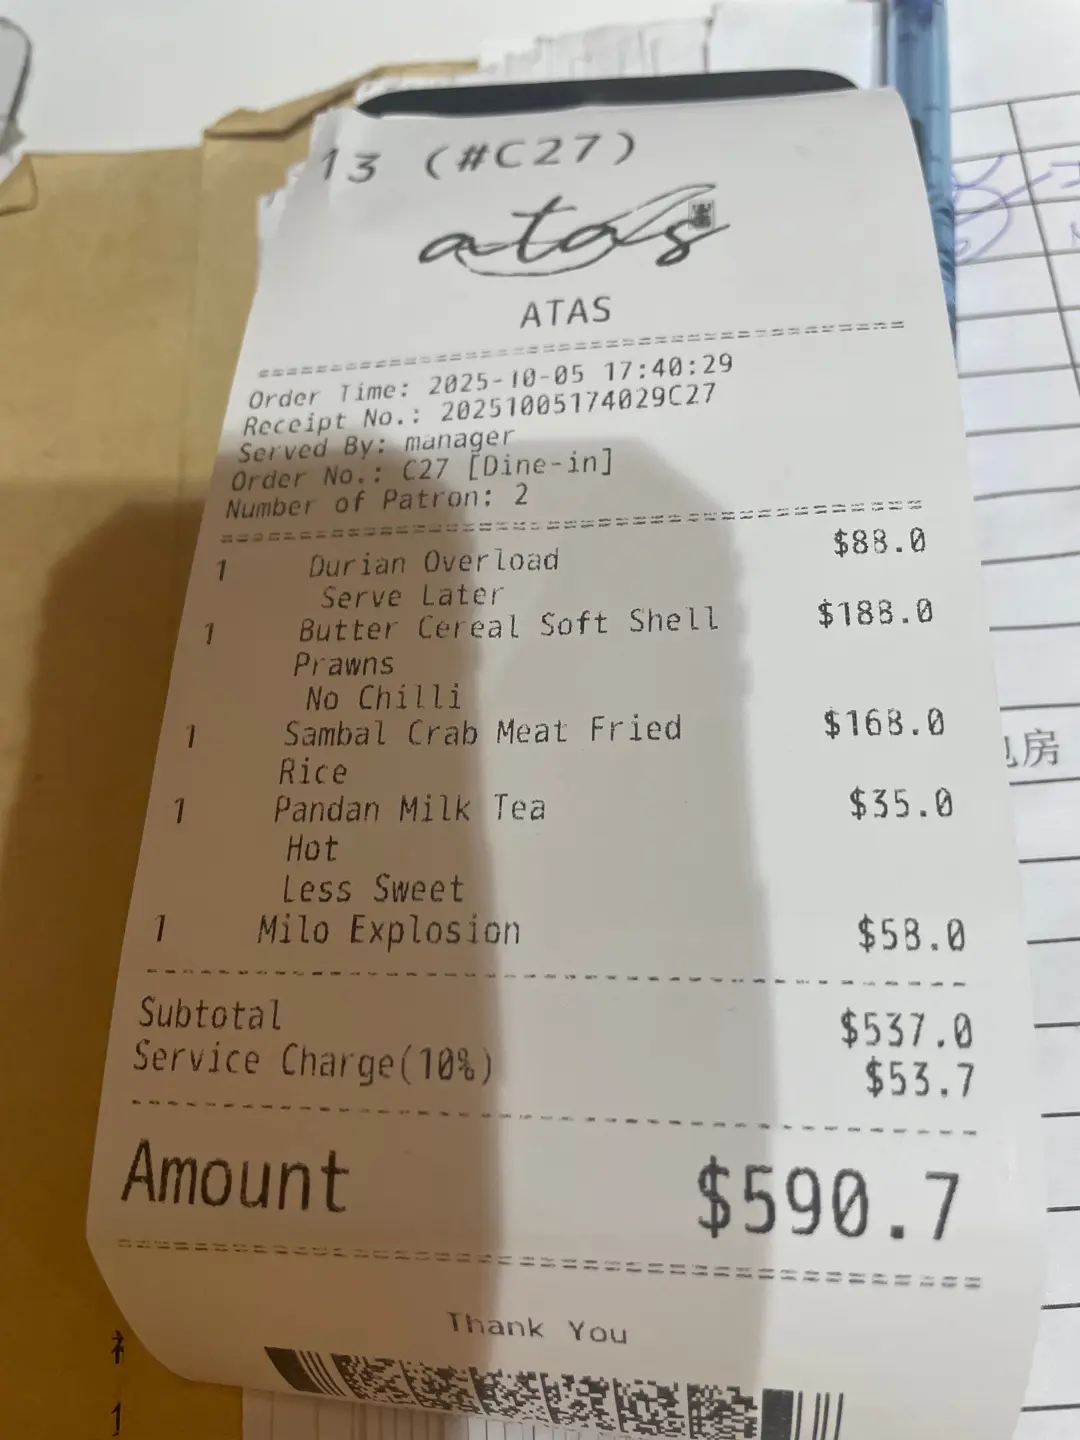 13 (#C27)
atas
ATAS
Order Time: 2025-10-05 17:40:29
Receipt No.: 20251005174029C27
Served By: manager
Order No.: C27 [Dine-in]
Number of Patron: 2
1 Durian Overload $88.0
Serve Later
1 Butter Cereal Soft Shell $188.0
Prawns
No Chilli
1 Sambal Crab Meat Fried $168.0
Rice
1 Pandan Milk Tea $35.0
Hot
Less Sweet
1 Milo Explosion $58.0
Subtotal $537.0
Service Charge(10%) $53.7
Amount $590.7
Thank You
房
1